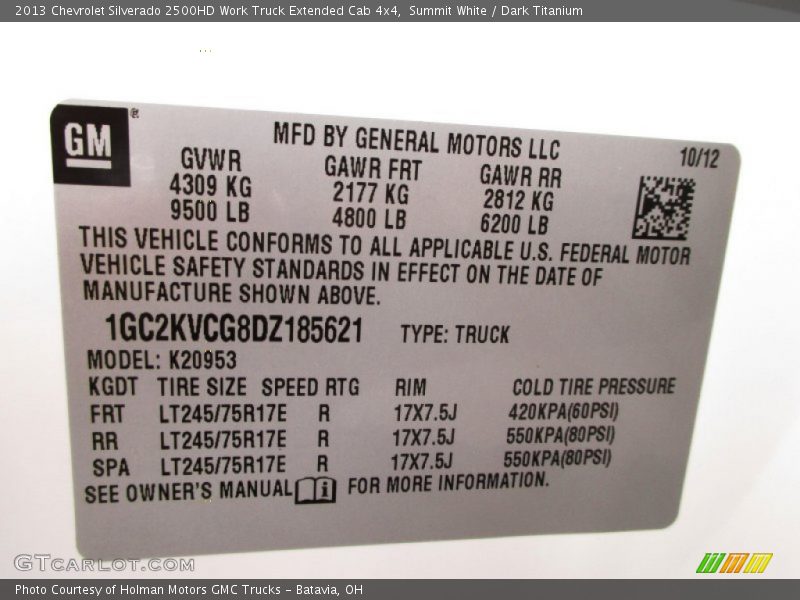 2013 Chevrolet Silverado 2500HD Work Truck Extended Cab 4x4,  Summit White / Dark Titanium
GM ®
MFD BY GENERAL MOTORS LLC 10/12
GVWR GAWR FRT GAWR RR
4309 KG 2177 KG 2812 KG
9500 LB 4800 LB 6200 LB
THIS VEHICLE CONFORMS TO ALL APPLICABLE U.S. FEDERAL MOTOR
VEHICLE SAFETY STANDARDS IN EFFECT ON THE DATE OF
MANUFACTURE SHOWN ABOVE.
1GC2KVCG8DZ185621 TYPE: TRUCK
MODEL: K20953
KGDT TIRE SIZE SPEED RTG RIM COLD TIRE PRESSURE
FRT LT245/75R17E R 17X7.5J 420KPA(60PSI)
RR LT245/75R17E R 17X7.5J 550KPA(80PSI)
SPA LT245/75R17E R 17X7.5J 550KPA(80PSI)
SEE OWNER'S MANUAL i FOR MORE INFORMATION.
GTCARLOT.COM
Photo Courtesy of Holman Motors GMC Trucks - Batavia, OH